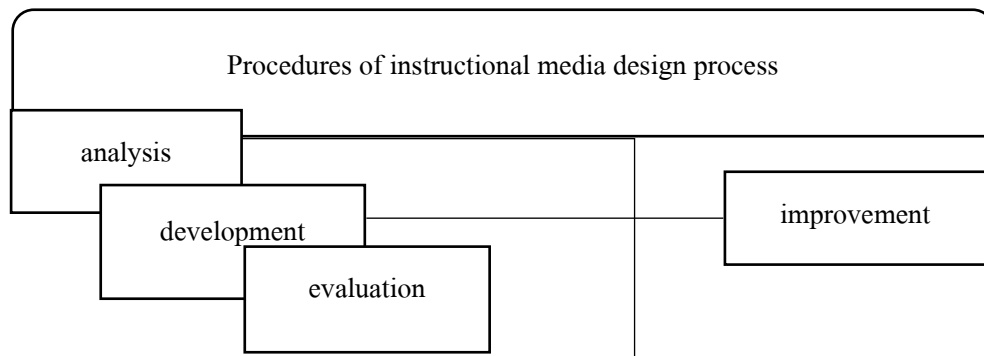 Procedures of instructional media design process
analysis
development
evaluation
improvement